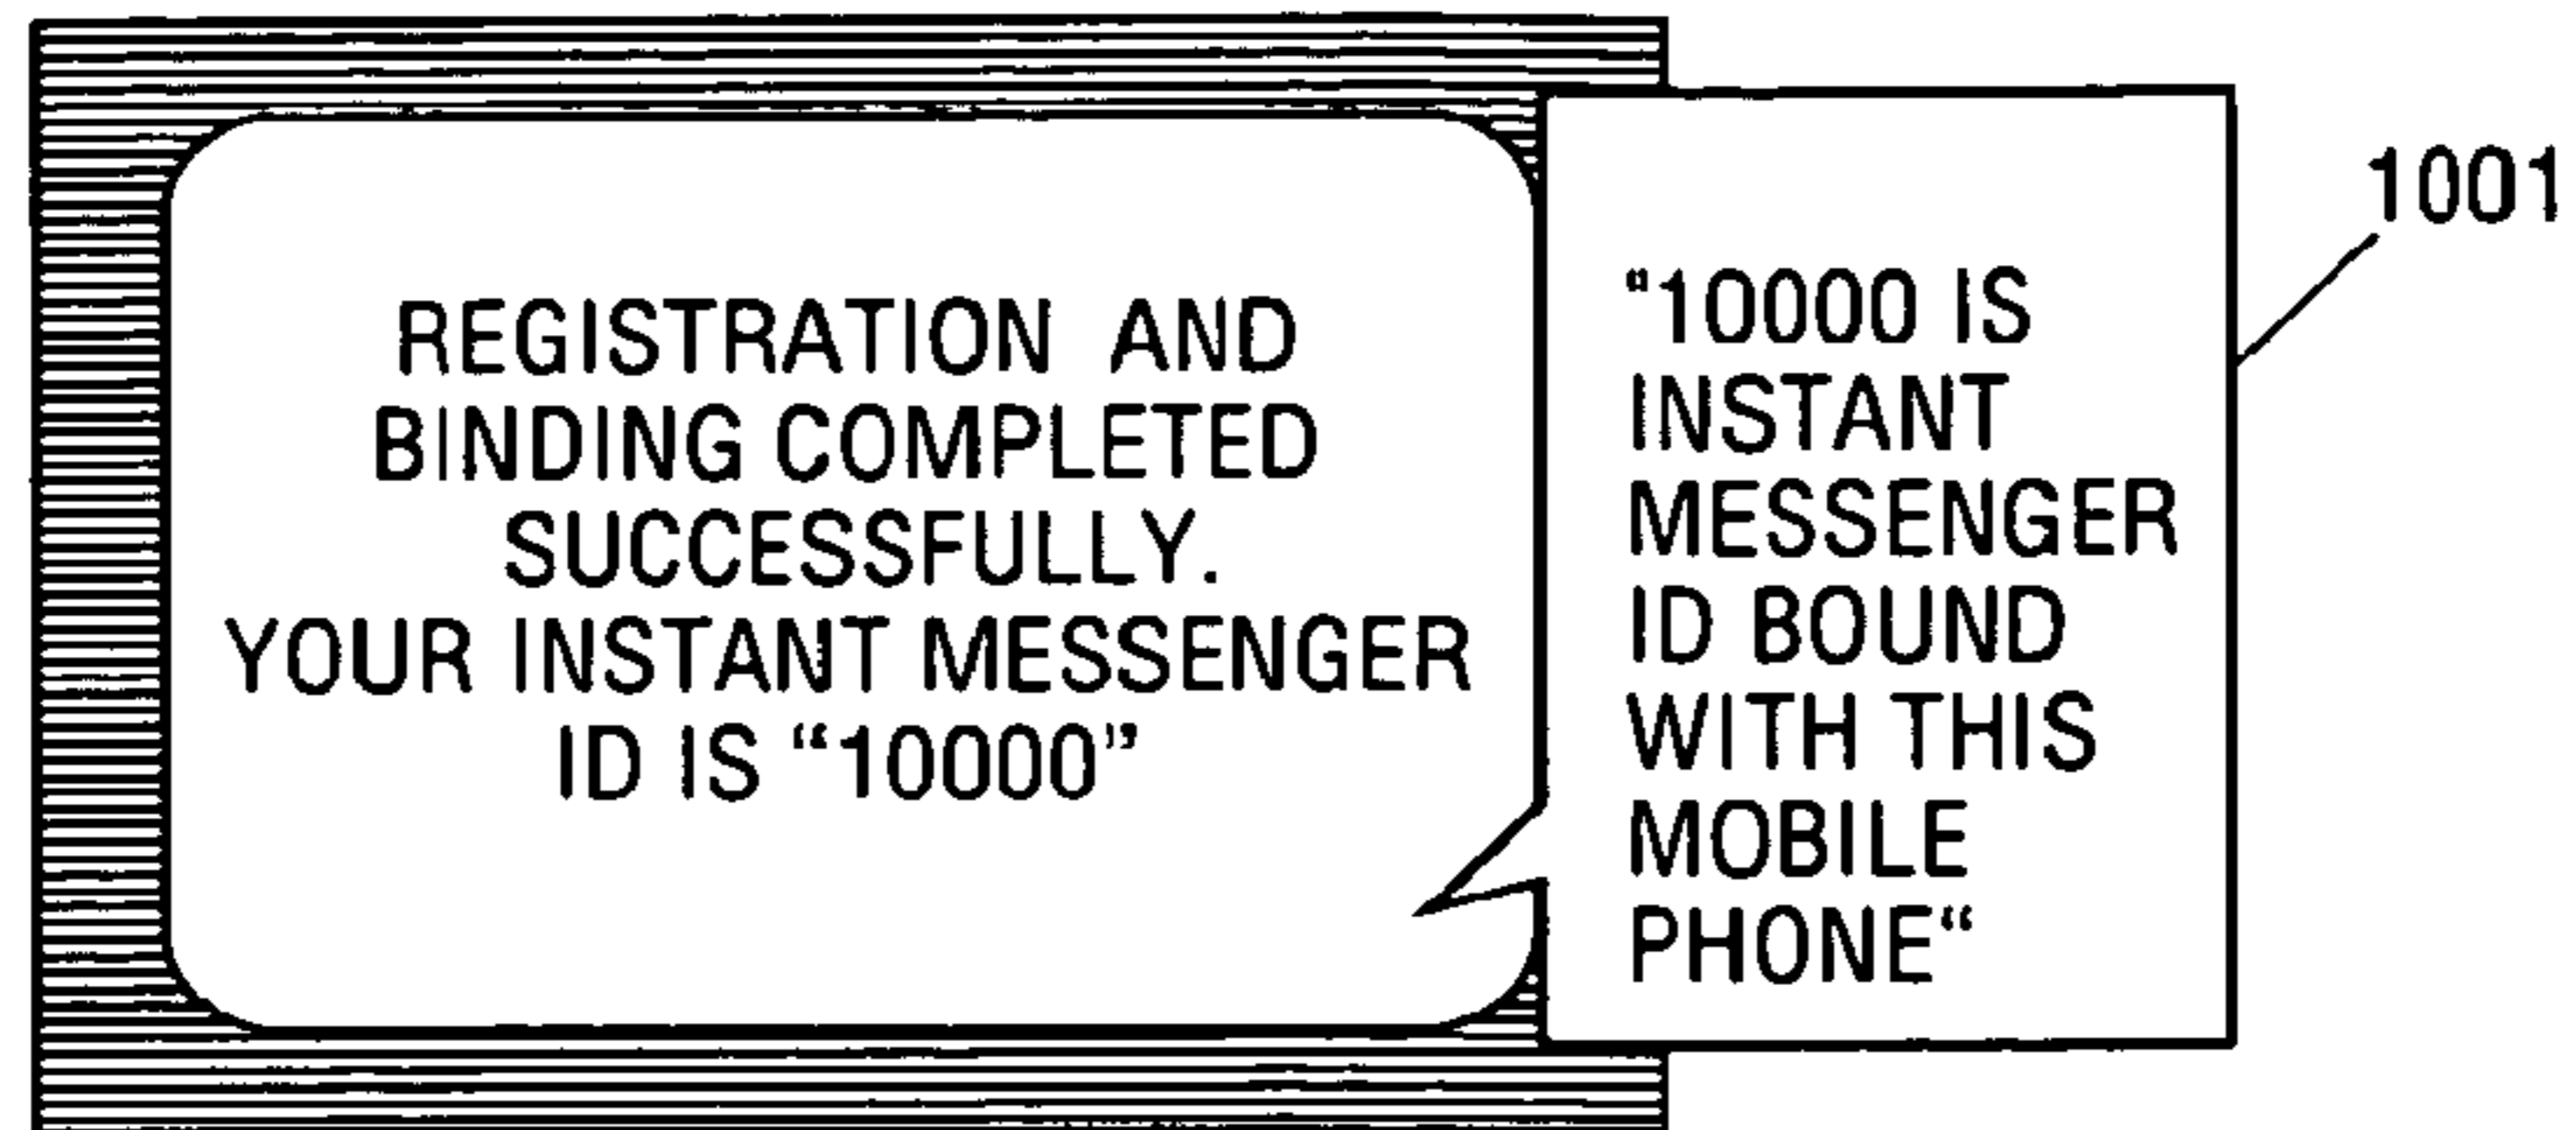 REGISTRATION AND
BINDING COMPLETED
SUCCESSFULLY.
YOUR INSTANT MESSENGER
ID IS “10000”
"10000 IS
INSTANT
MESSENGER
ID BOUND
WITH THIS
MOBILE
PHONE“
1001